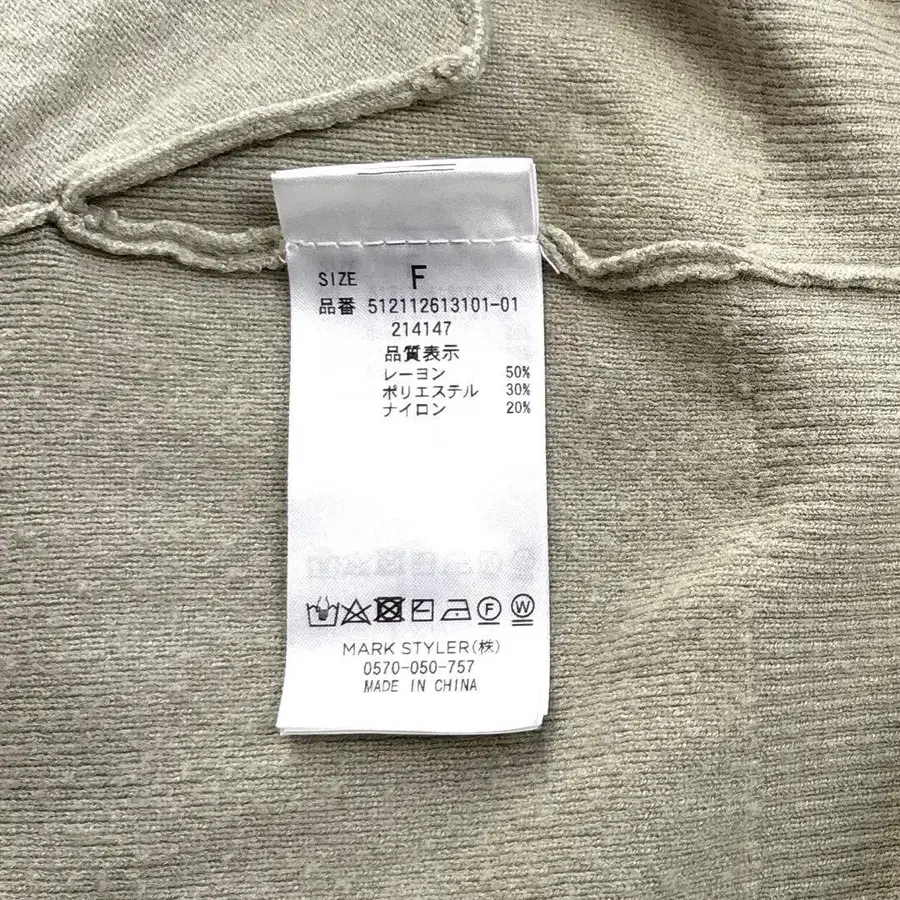 SIZE F
品番 512112613101-01
214147
品質表示
レーヨン 50%
ポリエステル 30%
ナイロン 20%
F W
MARK STYLER(株)
0570-050-757
MADE IN CHINA